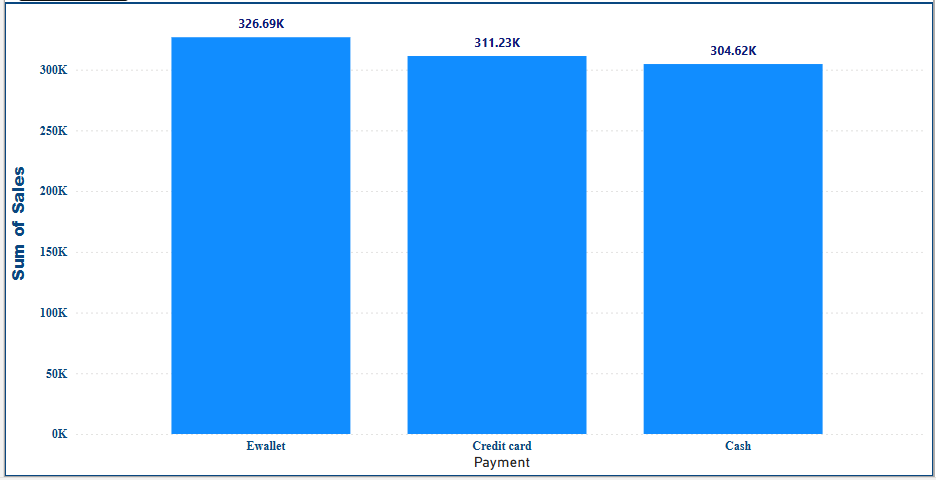 326.69K
311.23K
304.62K
300K
250K
200K
150K
100K
50K
0K
Sum of Sales
Ewallet Credit card Cash
Payment